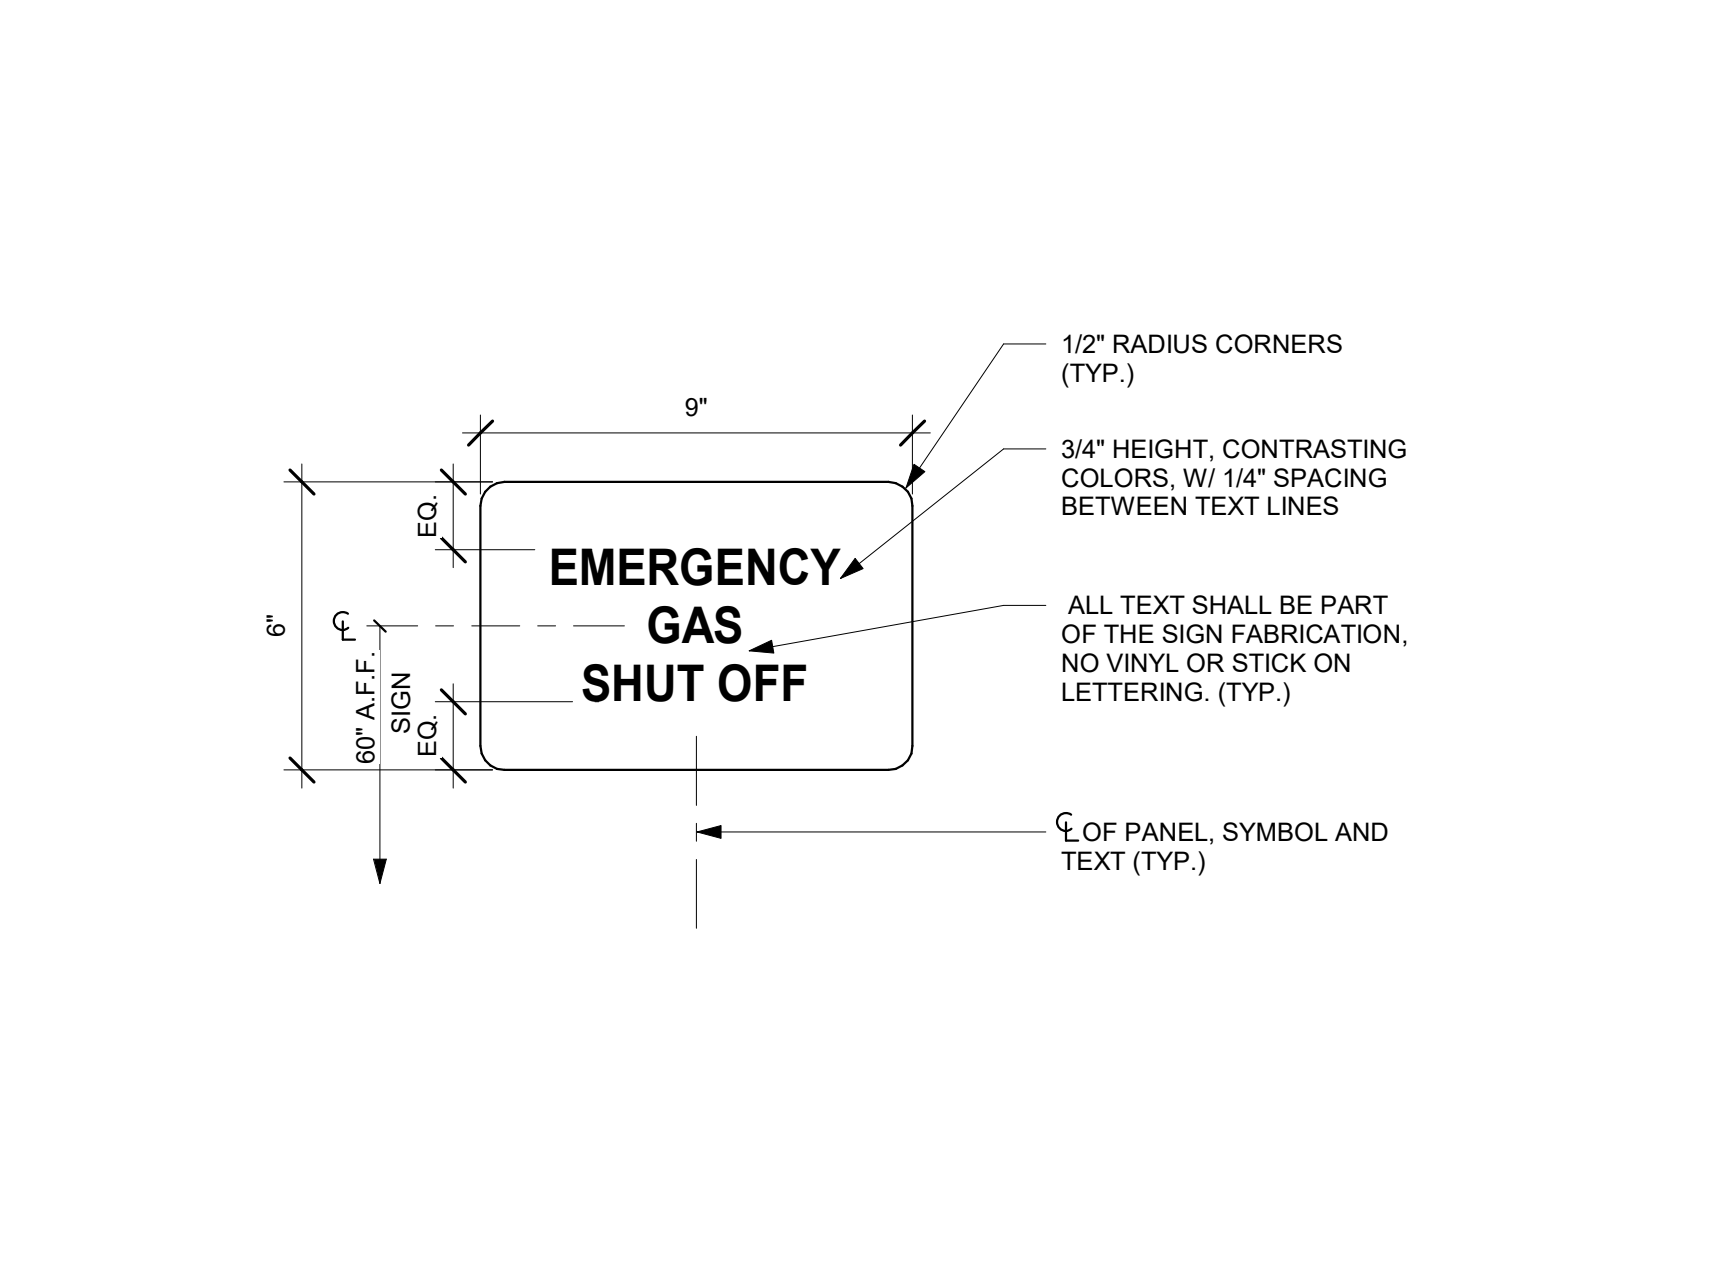 1/2" RADIUS CORNERS
(TYP.)
9"
3/4" HEIGHT, CONTRASTING
COLORS, W/ 1/4" SPACING
BETWEEN TEXT LINES
EQ.
EMERGENCY
GAS
SHUT OFF
6"
℄
60" A.F.F.
SIGN
EQ.
ALL TEXT SHALL BE PART
OF THE SIGN FABRICATION,
NO VINYL OR STICK ON
LETTERING. (TYP.)
℄ OF PANEL, SYMBOL AND
TEXT (TYP.)